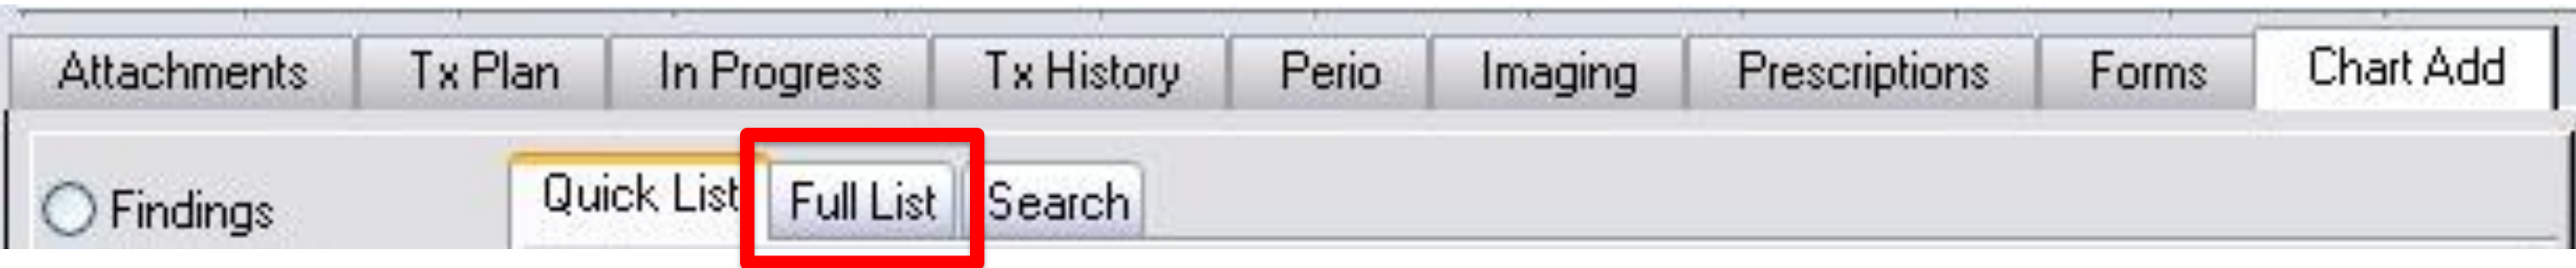 Attachments Tx Plan In Progress Tx History Perio Imaging Prescriptions Forms Chart Add
Findings Quick List Full List Search